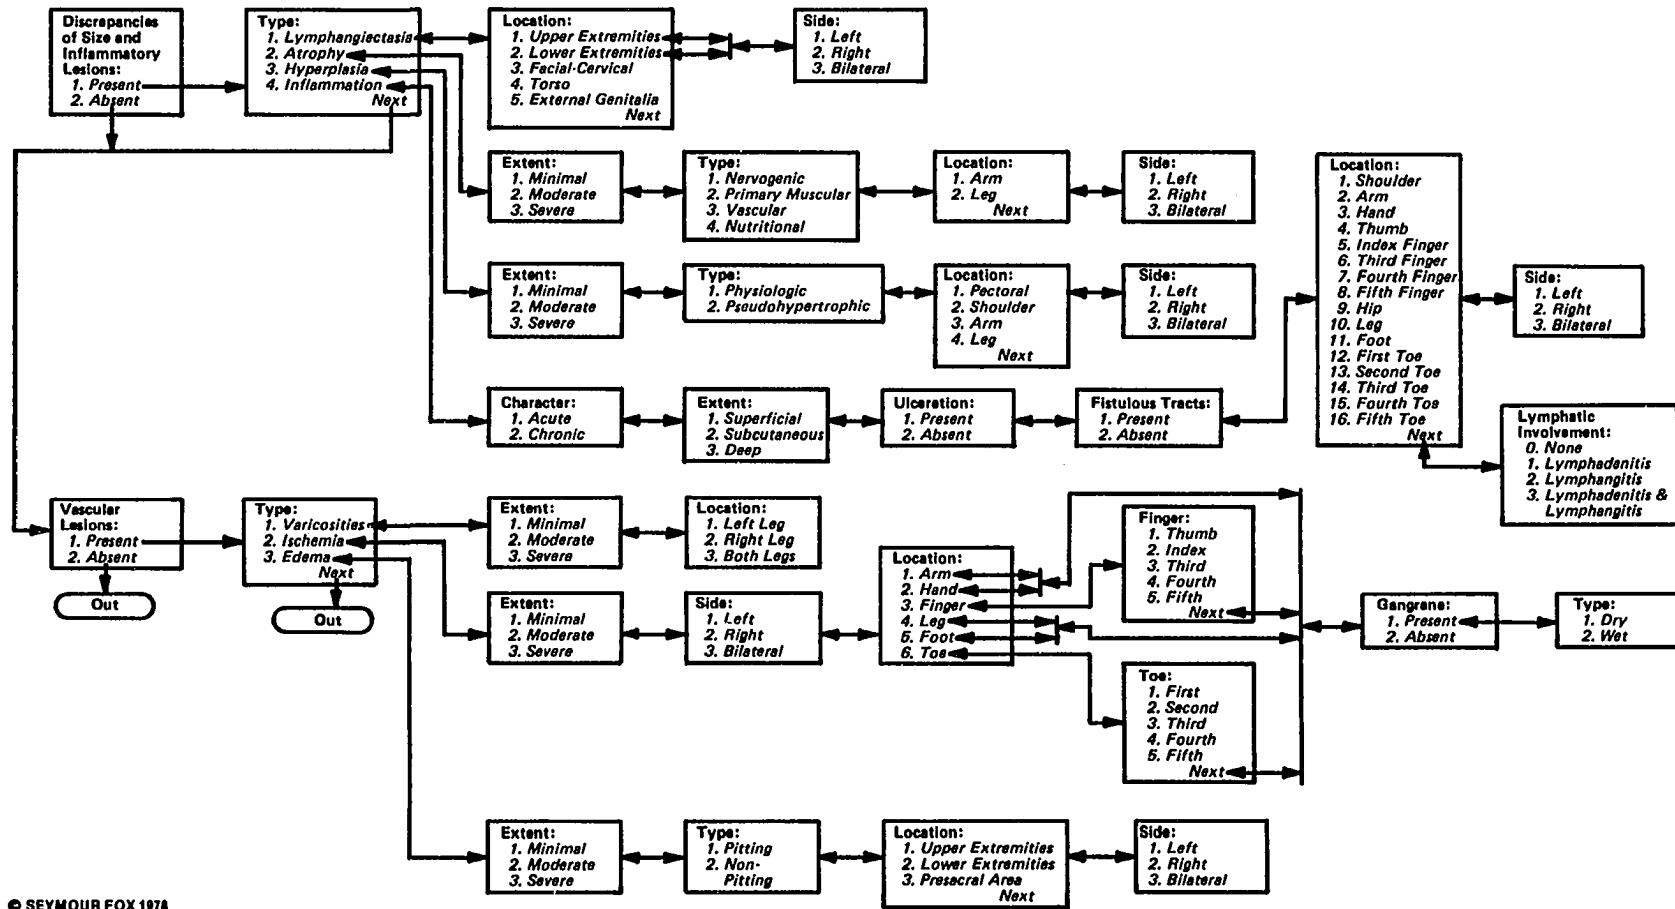 Discrepancies
of Size and
Inflammatory
Lesions:
1. Present
2. Absent
Type:
1. Lymphangiectasia
2. Atrophy
3. Hyperplasia
4. Inflammation
Next
Location:
1. Upper Extremities
2. Lower Extremities
3. Facial-Cervical
4. Torso
5. External Genitalia
Next
Side:
1. Left
2. Right
3. Bilateral
Extent:
1. Minimal
2. Moderate
3. Severe
Type:
1. Nervogenic
2. Primary Muscular
3. Vascular
4. Nutritional
Location:
1. Arm
2. Leg
Next
Side:
1. Left
2. Right
3. Bilateral
Extent:
1. Minimal
2. Moderate
3. Severe
Type:
1. Physiologic
2. Pseudohypertrophic
Location:
1. Pectoral
2. Shoulder
3. Arm
4. Leg
Next
Side:
1. Left
2. Right
3. Bilateral
Character:
1. Acute
2. Chronic
Extent:
1. Superficial
2. Subcutaneous
3. Deep
Ulceration:
1. Present
2. Absent
Fistulous Tracts:
1. Present
2. Absent
Location:
1. Shoulder
2. Arm
3. Hand
4. Thumb
5. Index Finger
6. Third Finger
7. Fourth Finger
8. Fifth Finger
9. Hip
10. Leg
11. Foot
12. First Toe
13. Second Toe
14. Third Toe
15. Fourth Toe
16. Fifth Toe
Next
Side:
1. Left
2. Right
3. Bilateral
Lymphatic
Involvement:
0. None
1. Lymphadenitis
2. Lymphangitis
3. Lymphadenitis &
Lymphangitis
Vascular
Lesions:
1. Present
2. Absent
Out
Type:
1. Varicosities
2. Ischemia
3. Edema
Next
Out
Extent:
1. Minimal
2. Moderate
3. Severe
Location:
1. Left Leg
2. Right Leg
3. Both Legs
Extent:
1. Minimal
2. Moderate
3. Severe
Side:
1. Left
2. Right
3. Bilateral
Location:
1. Arm
2. Hand
3. Finger
4. Leg
5. Foot
6. Toe
Finger:
1. Thumb
2. Index
3. Third
4. Fourth
5. Fifth
Next
Toe:
1. First
2. Second
3. Third
4. Fourth
5. Fifth
Next
Gangrene:
1. Present
2. Absent
Type:
1. Dry
2. Wet
Extent:
1. Minimal
2. Moderate
3. Severe
Type:
1. Pitting
2. Non-
Pitting
Location:
1. Upper Extremities
2. Lower Extremities
3. Presacral Area
Next
Side:
1. Left
2. Right
3. Bilateral
© SEYMOUR FOX 1978